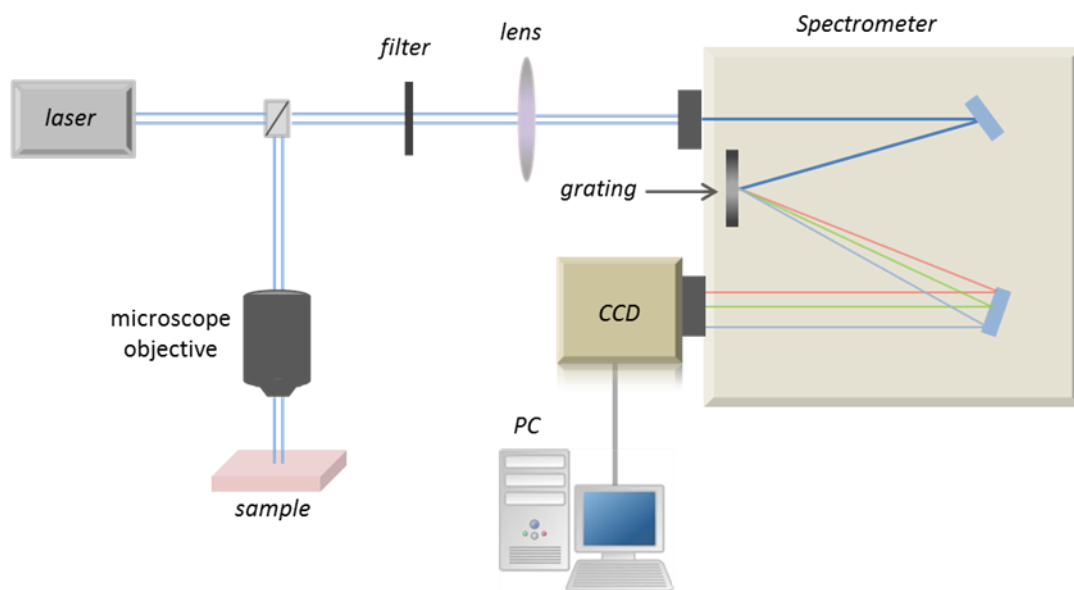 Spectrometer
lens
filter
laser
grating
microscope
objective
CCD
PC
sample